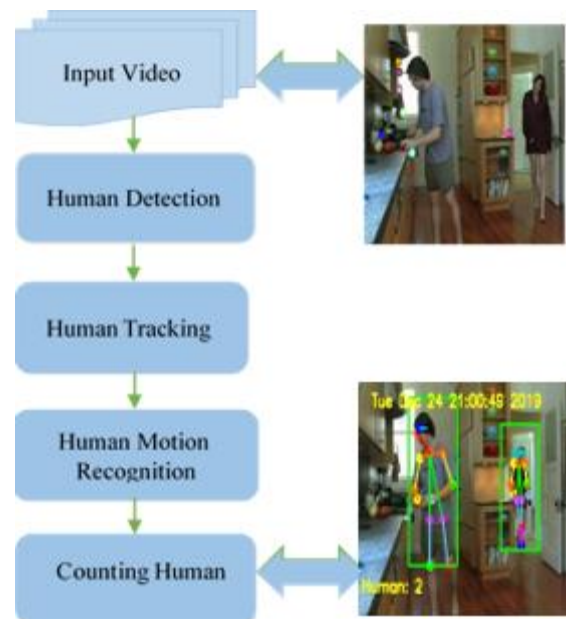 Input Video
Human Detection
Human Tracking
Human Motion
Recognition
Tue Dec 24 21:00:49 2019
Counting Human
Human: 2